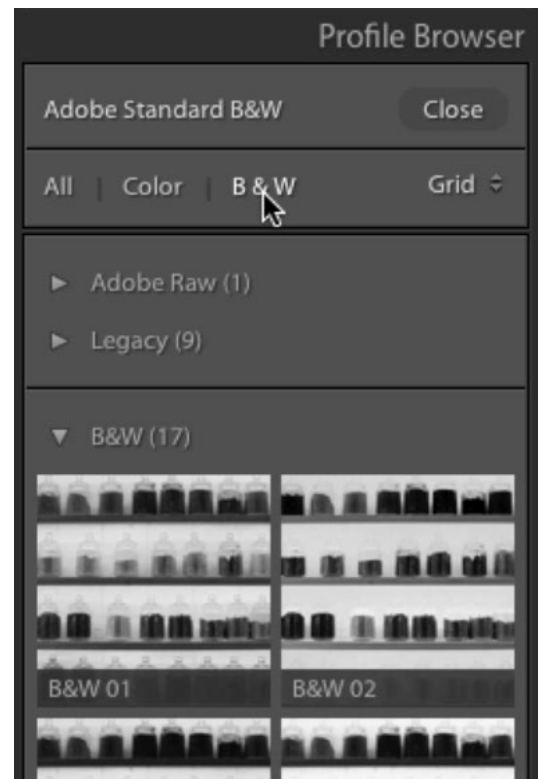 Profile Browser
Adobe Standard B&W Close
All | Color | B & W Grid
Adobe Raw (1)
Legacy (9)
B&W (17)
B&W 01 B&W 02